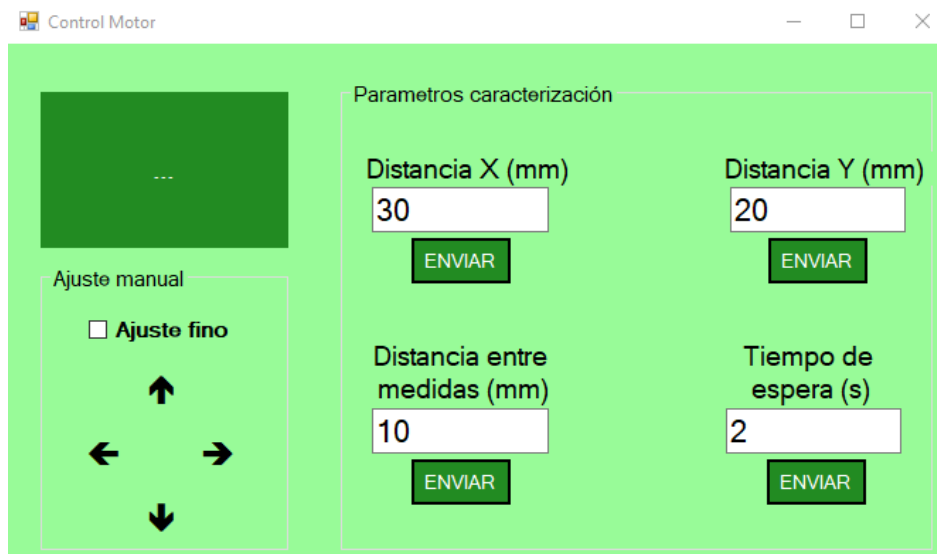 Control Motor
---
Ajuste manual
Ajuste fino
Parametros caracterización
Distancia X (mm)
30
ENVIAR
Distancia Y (mm)
20
ENVIAR
Distancia entre
medidas (mm)
10
ENVIAR
Tiempo de
espera (s)
2
ENVIAR